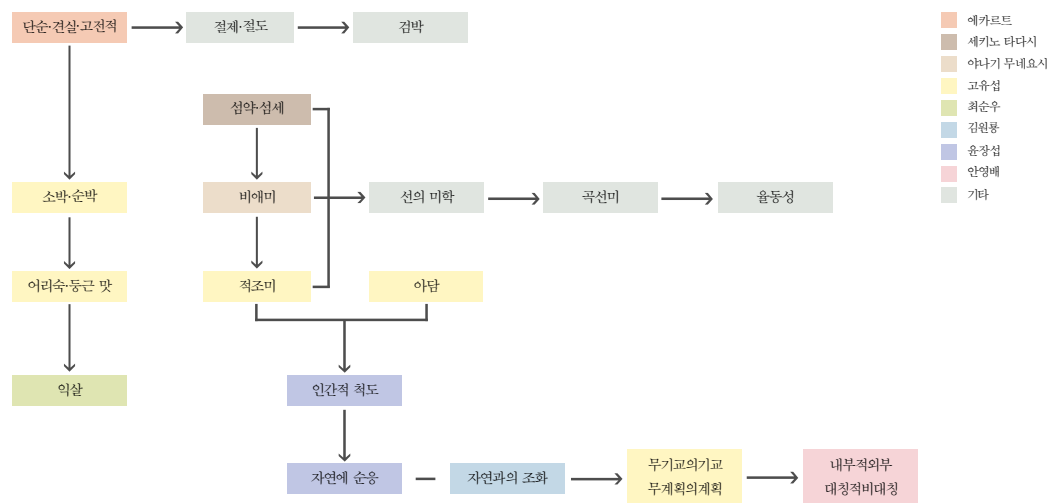 단순·견실·고전적
절제·절도
검박
섬약·섬세
소박·순박
비애미
선의 미학
곡선미
율동성
어리숙·둥근 맛
적조미
아담
익살
인간적 척도
자연에 순응
자연과의 조화
무기교의기교
무계획의계획
내부적외부
대칭적비대칭
에카르트
세키노 타다시
야나기 무네요시
고유섭
최순우
김원룡
윤장섭
안영배
기타